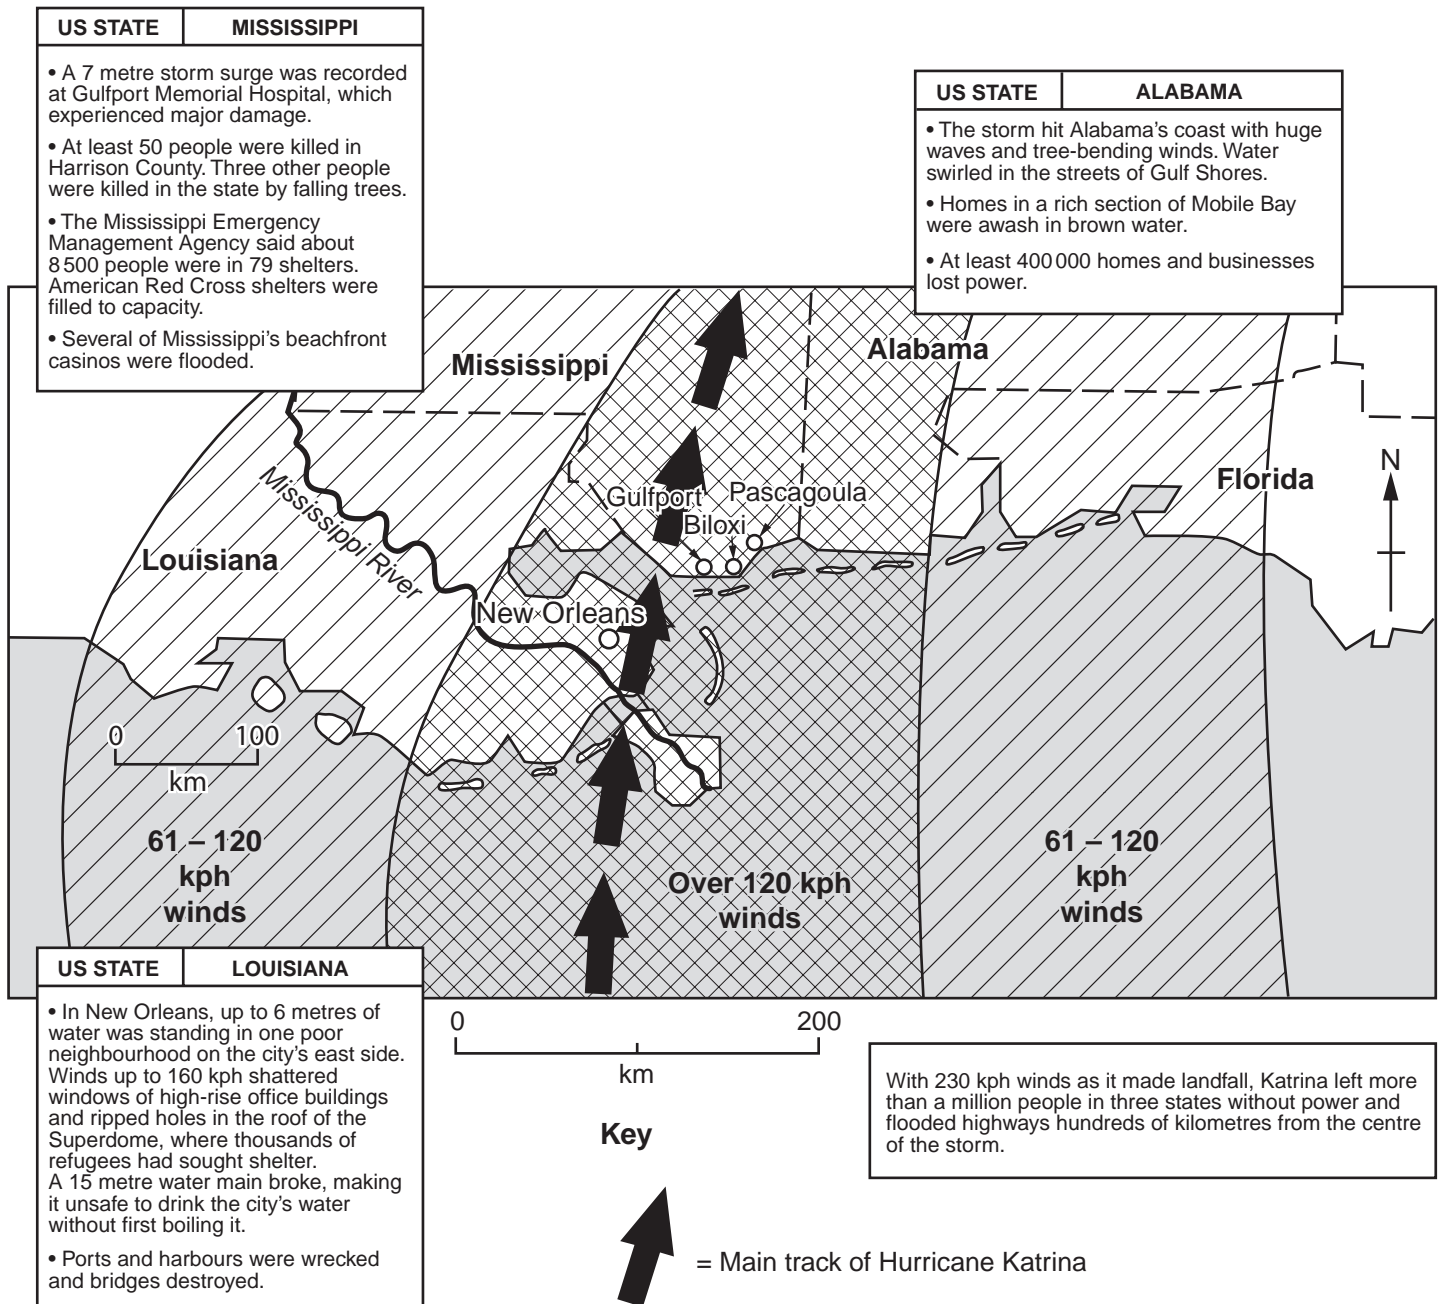 US STATE MISSISSIPPI
• A 7 metre storm surge was recorded
at Gulfport Memorial Hospital, which
experienced major damage.
• At least 50 people were killed in
Harrison County. Three other people
were killed in the state by falling trees.
• The Mississippi Emergency
Management Agency said about
8 500 people were in 79 shelters.
American Red Cross shelters were
filled to capacity.
• Several of Mississippi’s beachfront
casinos were flooded.
US STATE ALABAMA
• The storm hit Alabama’s coast with huge
waves and tree-bending winds. Water
swirled in the streets of Gulf Shores.
• Homes in a rich section of Mobile Bay
were awash in brown water.
• At least 400 000 homes and businesses
lost power.
Mississippi
Alabama
Florida
N
Gulfport
Pascagoula
Biloxi
Mississippi River
Louisiana
New Orleans
0 100
km
61 – 120
kph
winds
Over 120 kph
winds
61 – 120
kph
winds
US STATE LOUISIANA
• In New Orleans, up to 6 metres of
water was standing in one poor
neighbourhood on the city’s east side.
Winds up to 160 kph shattered
windows of high-rise office buildings
and ripped holes in the roof of the
Superdome, where thousands of
refugees had sought shelter.
A 15 metre water main broke, making
it unsafe to drink the city’s water
without first boiling it.
• Ports and harbours were wrecked
and bridges destroyed.
0 200
km
With 230 kph winds as it made landfall, Katrina left more
than a million people in three states without power and
flooded highways hundreds of kilometres from the centre
of the storm.
Key
= Main track of Hurricane Katrina